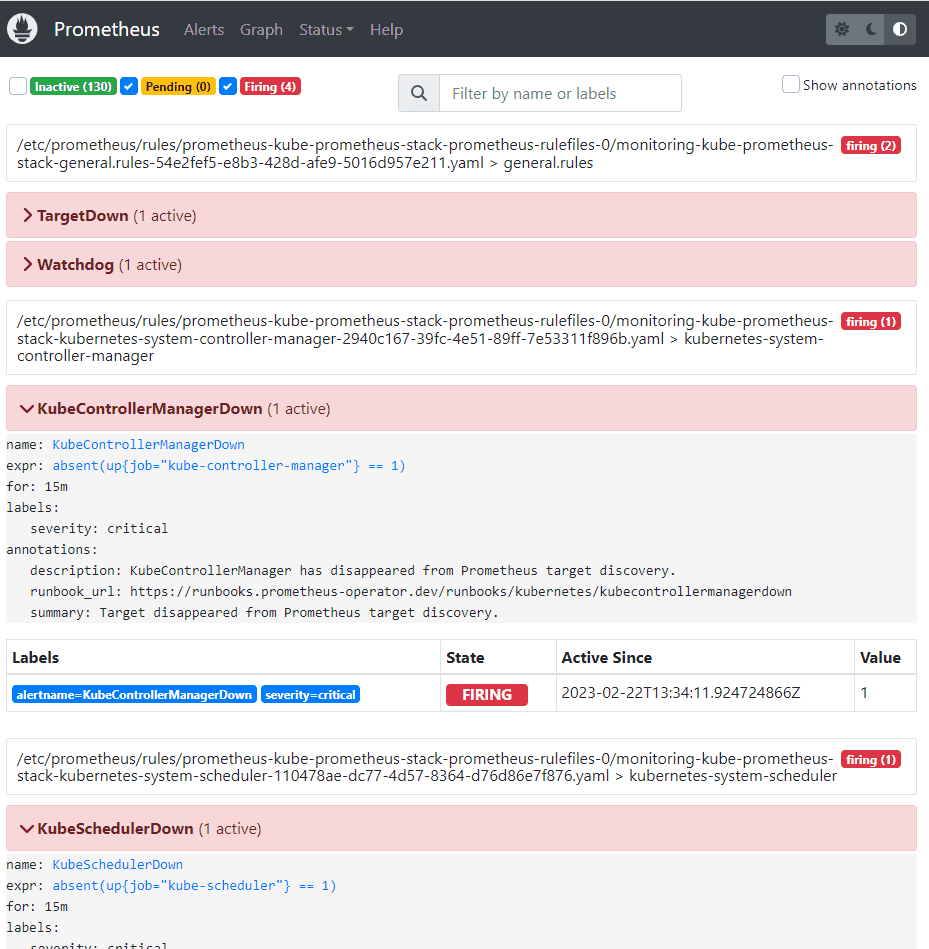 Prometheus Alerts Graph Status Help
Inactive (130) Pending (0) Firing (4) Filter by name or labels Show annotations
/etc/prometheus/rules/prometheus-kube-prometheus-stack-prometheus-rulefiles-0/monitoring-kube-prometheus- firing (2)
stack-general.rules-54e2fef5-e8b3-428d-afe9-5016d957e211.yaml > general.rules
TargetDown (1 active)
Watchdog (1 active)
/etc/prometheus/rules/prometheus-kube-prometheus-stack-prometheus-rulefiles-0/monitoring-kube-prometheus- firing (1)
stack-kubernetes-system-controller-manager-2940c167-39fc-4e51-89ff-7e53311f896b.yaml > kubernetes-system-
controller-manager
KubeControllerManagerDown (1 active)
name: KubeControllerManagerDown
expr: absent(up{job="kube-controller-manager"} == 1)
for: 15m
labels:
severity: critical
annotations:
description: KubeControllerManager has disappeared from Prometheus target discovery.
runbook_url: https://runbooks.prometheus-operator.dev/runbooks/kubernetes/kubecontrollermanagerdown
summary: Target disappeared from Prometheus target discovery.
Labels State Active Since Value
alertname=KubeControllerManagerDown severity=critical FIRING 2023-02-22T13:34:11.924724866Z 1
/etc/prometheus/rules/prometheus-kube-prometheus-stack-prometheus-rulefiles-0/monitoring-kube-prometheus- firing (1)
stack-kubernetes-system-scheduler-110478ae-dc77-4d57-8364-d76d86e7f876.yaml > kubernetes-system-scheduler
KubeSchedulerDown (1 active)
name: KubeSchedulerDown
expr: absent(up{job="kube-scheduler"} == 1)
for: 15m
labels:
severity: critical